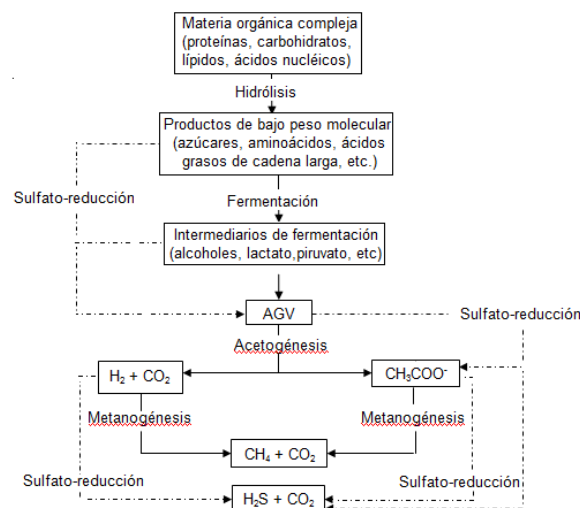 Materia orgánica compleja
(proteínas, carbohidratos,
lípidos, ácidos nucléicos)
Hidrólisis
Productos de bajo peso molecular
(azúcares, aminoácidos, ácidos
grasos de cadena larga, etc.)
Sulfato-reducción
Fermentación
Intermediarios de fermentación
(alcoholes, lactato,piruvato, etc)
AGV
Sulfato-reducción
Acetogénesis
H₂ + CO₂
CH₃COO⁻
Metanogénesis
Metanogénesis
CH₄ + CO₂
Sulfato-reducción
Sulfato-reducción
H₂S + CO₂